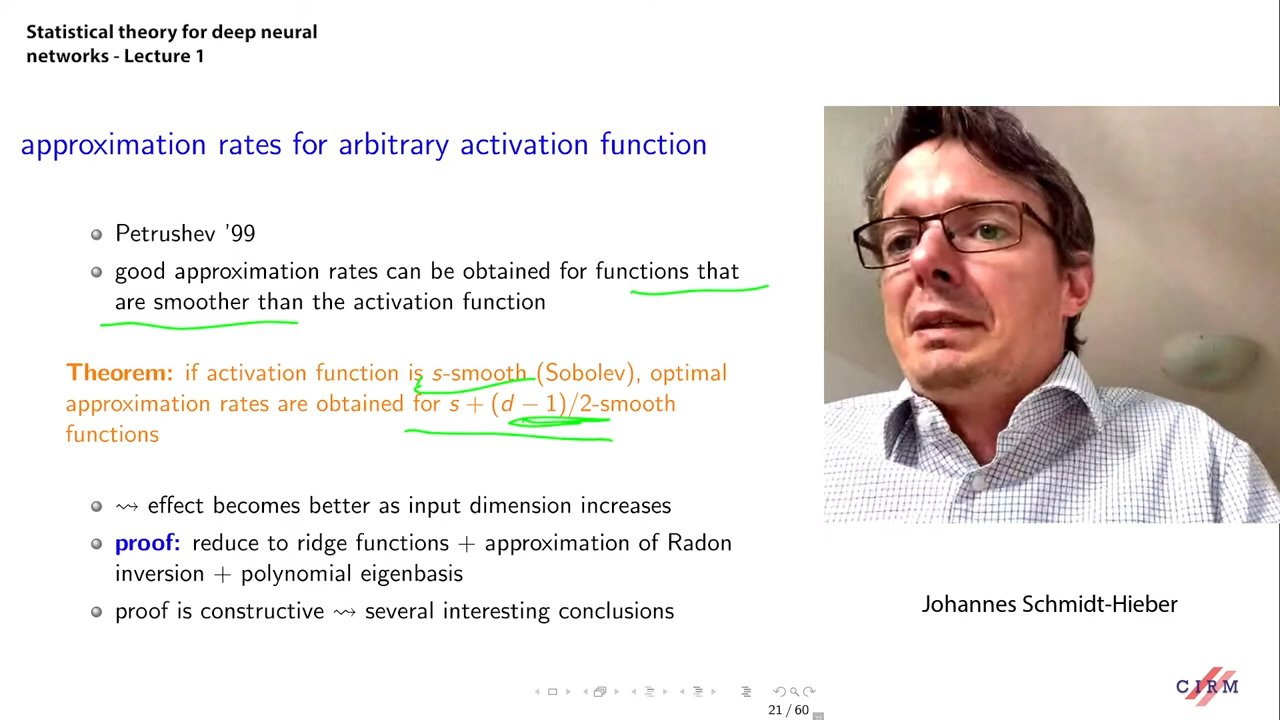 Statistical theory for deep neural
networks - Lecture 1
approximation rates for arbitrary activation function
Petrushev '99
good approximation rates can be obtained for functions that
are smoother than the activation function
Theorem: if activation function is s-smooth (Sobolev), optimal
approximation rates are obtained for s + (d − 1)/2-smooth
functions
⇝ effect becomes better as input dimension increases
proof: reduce to ridge functions + approximation of Radon
inversion + polynomial eigenbasis
proof is constructive ⇝ several interesting conclusions
Johannes Schmidt-Hieber
CIRM
21 / 60